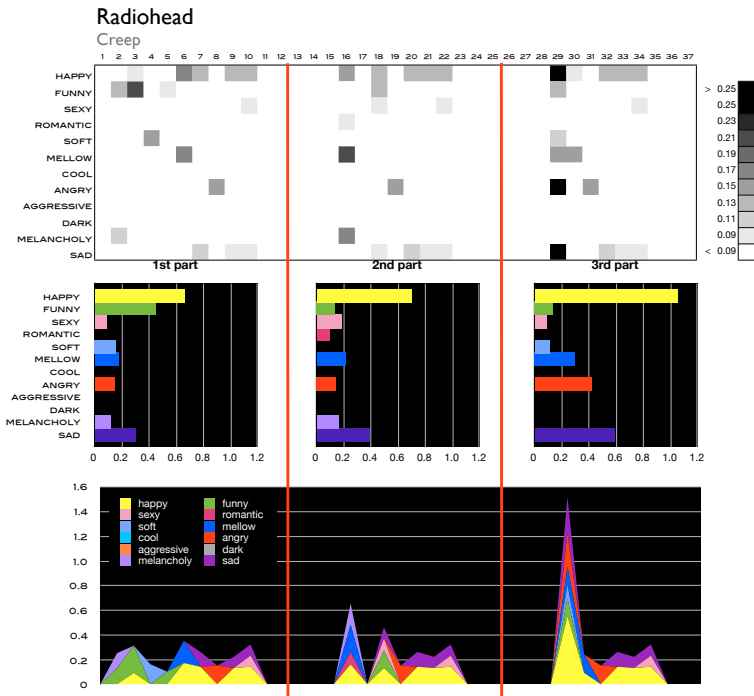 Radiohead
Creep
1 2 3 4 5 6 7 8 9 10 11 12 13 14 15 16 17 18 19 20 21 22 23 24 25 26 27 28 29 30 31 32 33 34 35 36 37
HAPPY
FUNNY
SEXY
ROMANTIC
SOFT
MELLOW
COOL
ANGRY
AGGRESSIVE
DARK
MELANCHOLY
SAD
> 0.25
0.25
0.23
0.21
0.19
0.17
0.15
0.13
0.11
0.09
< 0.09
1st part 2nd part 3rd part
HAPPY
FUNNY
SEXY
ROMANTIC
SOFT
MELLOW
COOL
ANGRY
AGGRESSIVE
DARK
MELANCHOLY
SAD
0 0.2 0.4 0.6 0.8 1.0 1.2 0 0.2 0.4 0.6 0.8 1.0 1.2 0 0.2 0.4 0.6 0.8 1.0 1.2
1.6
1.4
1.2
1.0
0.8
0.6
0.4
0.2
0
happy funny
sexy romantic
soft mellow
cool angry
aggressive dark
melancholy sad